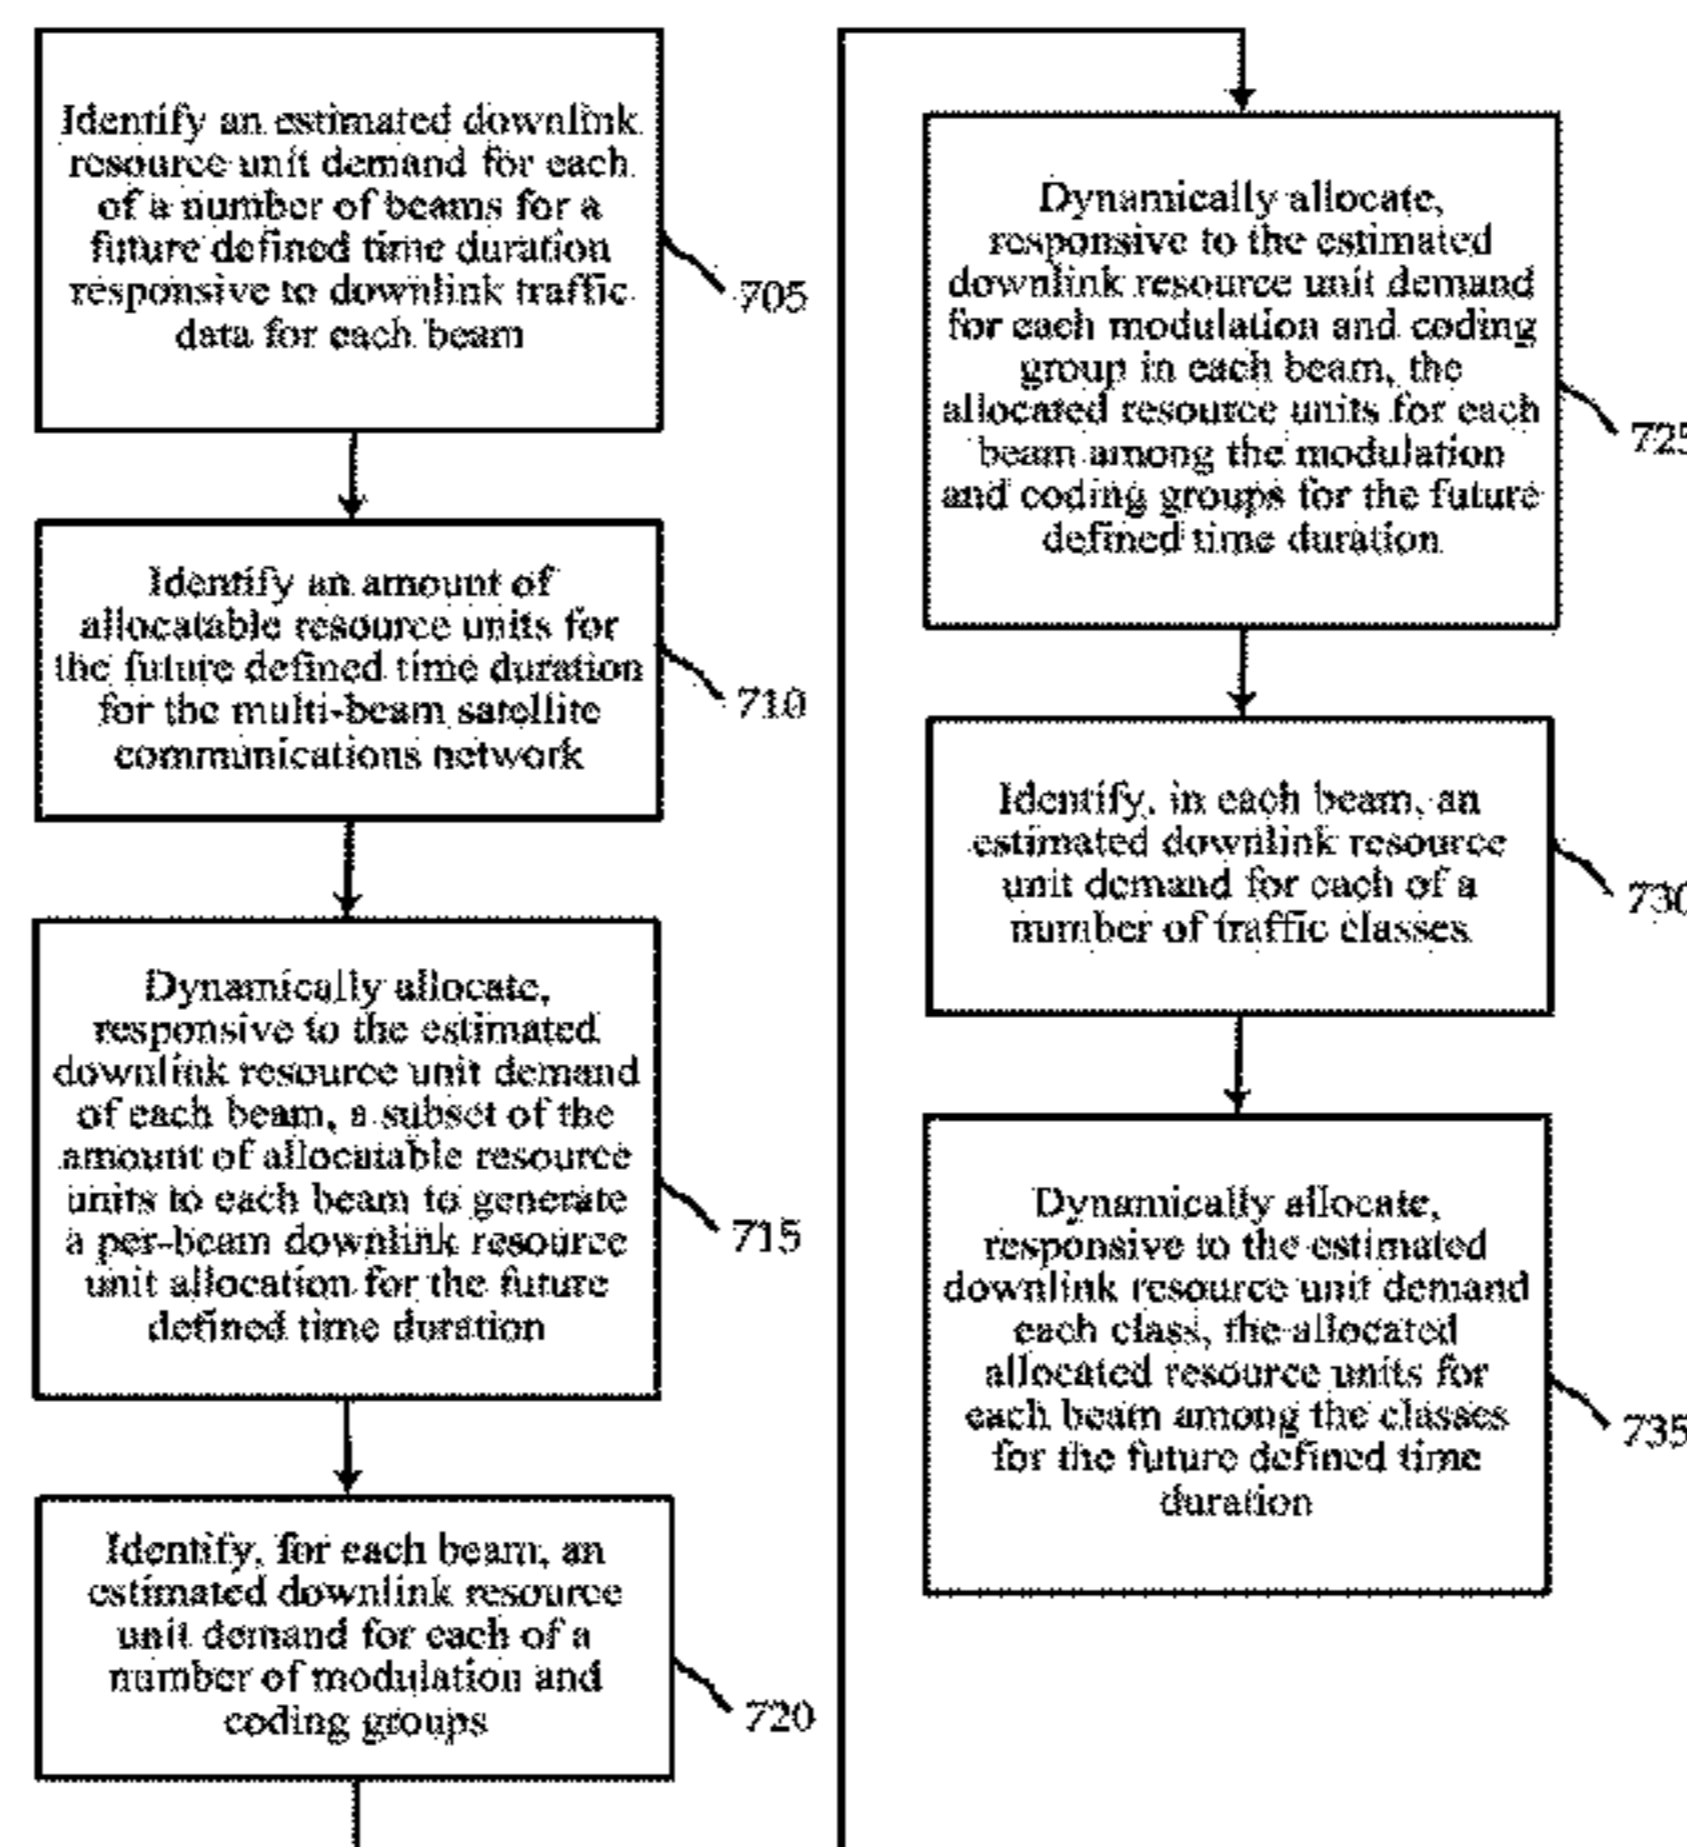 Identify an estimated downlink
resource unit demand for each
of a number of beams for a
future defined time duration
responsive to downlink traffic
data for each beam
705
Identify an amount of
allocatable resource units for
the future defined time duration
for the multi-beam satellite
communications network
710
Dynamically allocate,
responsive to the estimated
downlink resource unit demand
of each beam, a subset of the
amount of allocatable resource
units to each beam to generate
a per-beam downlink resource
unit allocation for the future
defined time duration
715
Identify, for each beam, an
estimated downlink resource
unit demand for each of a
number of modulation and
coding groups
720
Dynamically allocate,
responsive to the estimated
downlink resource unit demand
for each modulation and coding
group in each beam, the
allocated resource units for each
beam among the modulation
and coding groups for the future
defined time duration
725
Identify, in each beam, an
estimated downlink resource
unit demand for each of a
number of traffic classes
730
Dynamically allocate,
responsive to the estimated
downlink resource unit demand
each class, the allocated
allocated resource units for
each beam among the classes
for the future defined time
duration
735